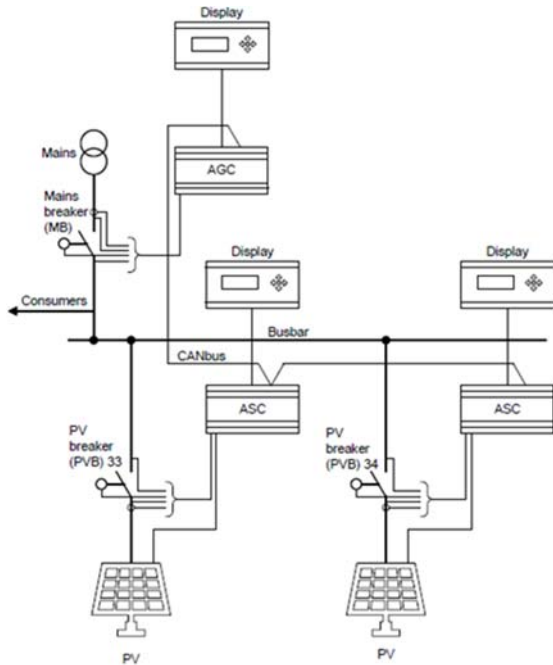 Display
Mains
AGC
Mains
breaker
(MB)
Display
Display
Consumers
Busbar
CANbus
ASC
ASC
PV
breaker
(PVB) 33
PV
breaker
(PVB) 34
PV
PV